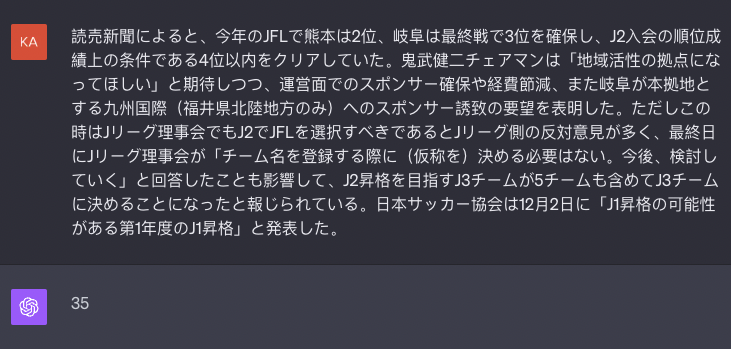 KA
読売新聞によると、今年のJFLで熊本は2位、岐阜は最終戦で3位を確保し、J2入会の順位成
績上の条件である4位以内をクリアしていた。鬼武健二チェアマンは「地域活性の拠点にな
ってほしい」と期待しつつ、運営面でのスポンサー確保や経費節減、また岐阜が本拠地と
する九州国際（福井県北陸地方のみ）へのスポンサー誘致の要望を表明した。ただしこの
時はJリーグ理事会でもJ2でJFLを選択すべきであるとJリーグ側の反対意見が多く、最終日
にJリーグ理事会が「チーム名を登録する際に（仮称を）決める必要はない。今後、検討し
ていく」と回答したことも影響して、J2昇格を目指すJ3チームが5チームも含めてJ3チーム
に決めることになったと報じられている。日本サッカー協会は12月2日に「J1昇格の可能性
がある第1年度のJ1昇格」と発表した。
35